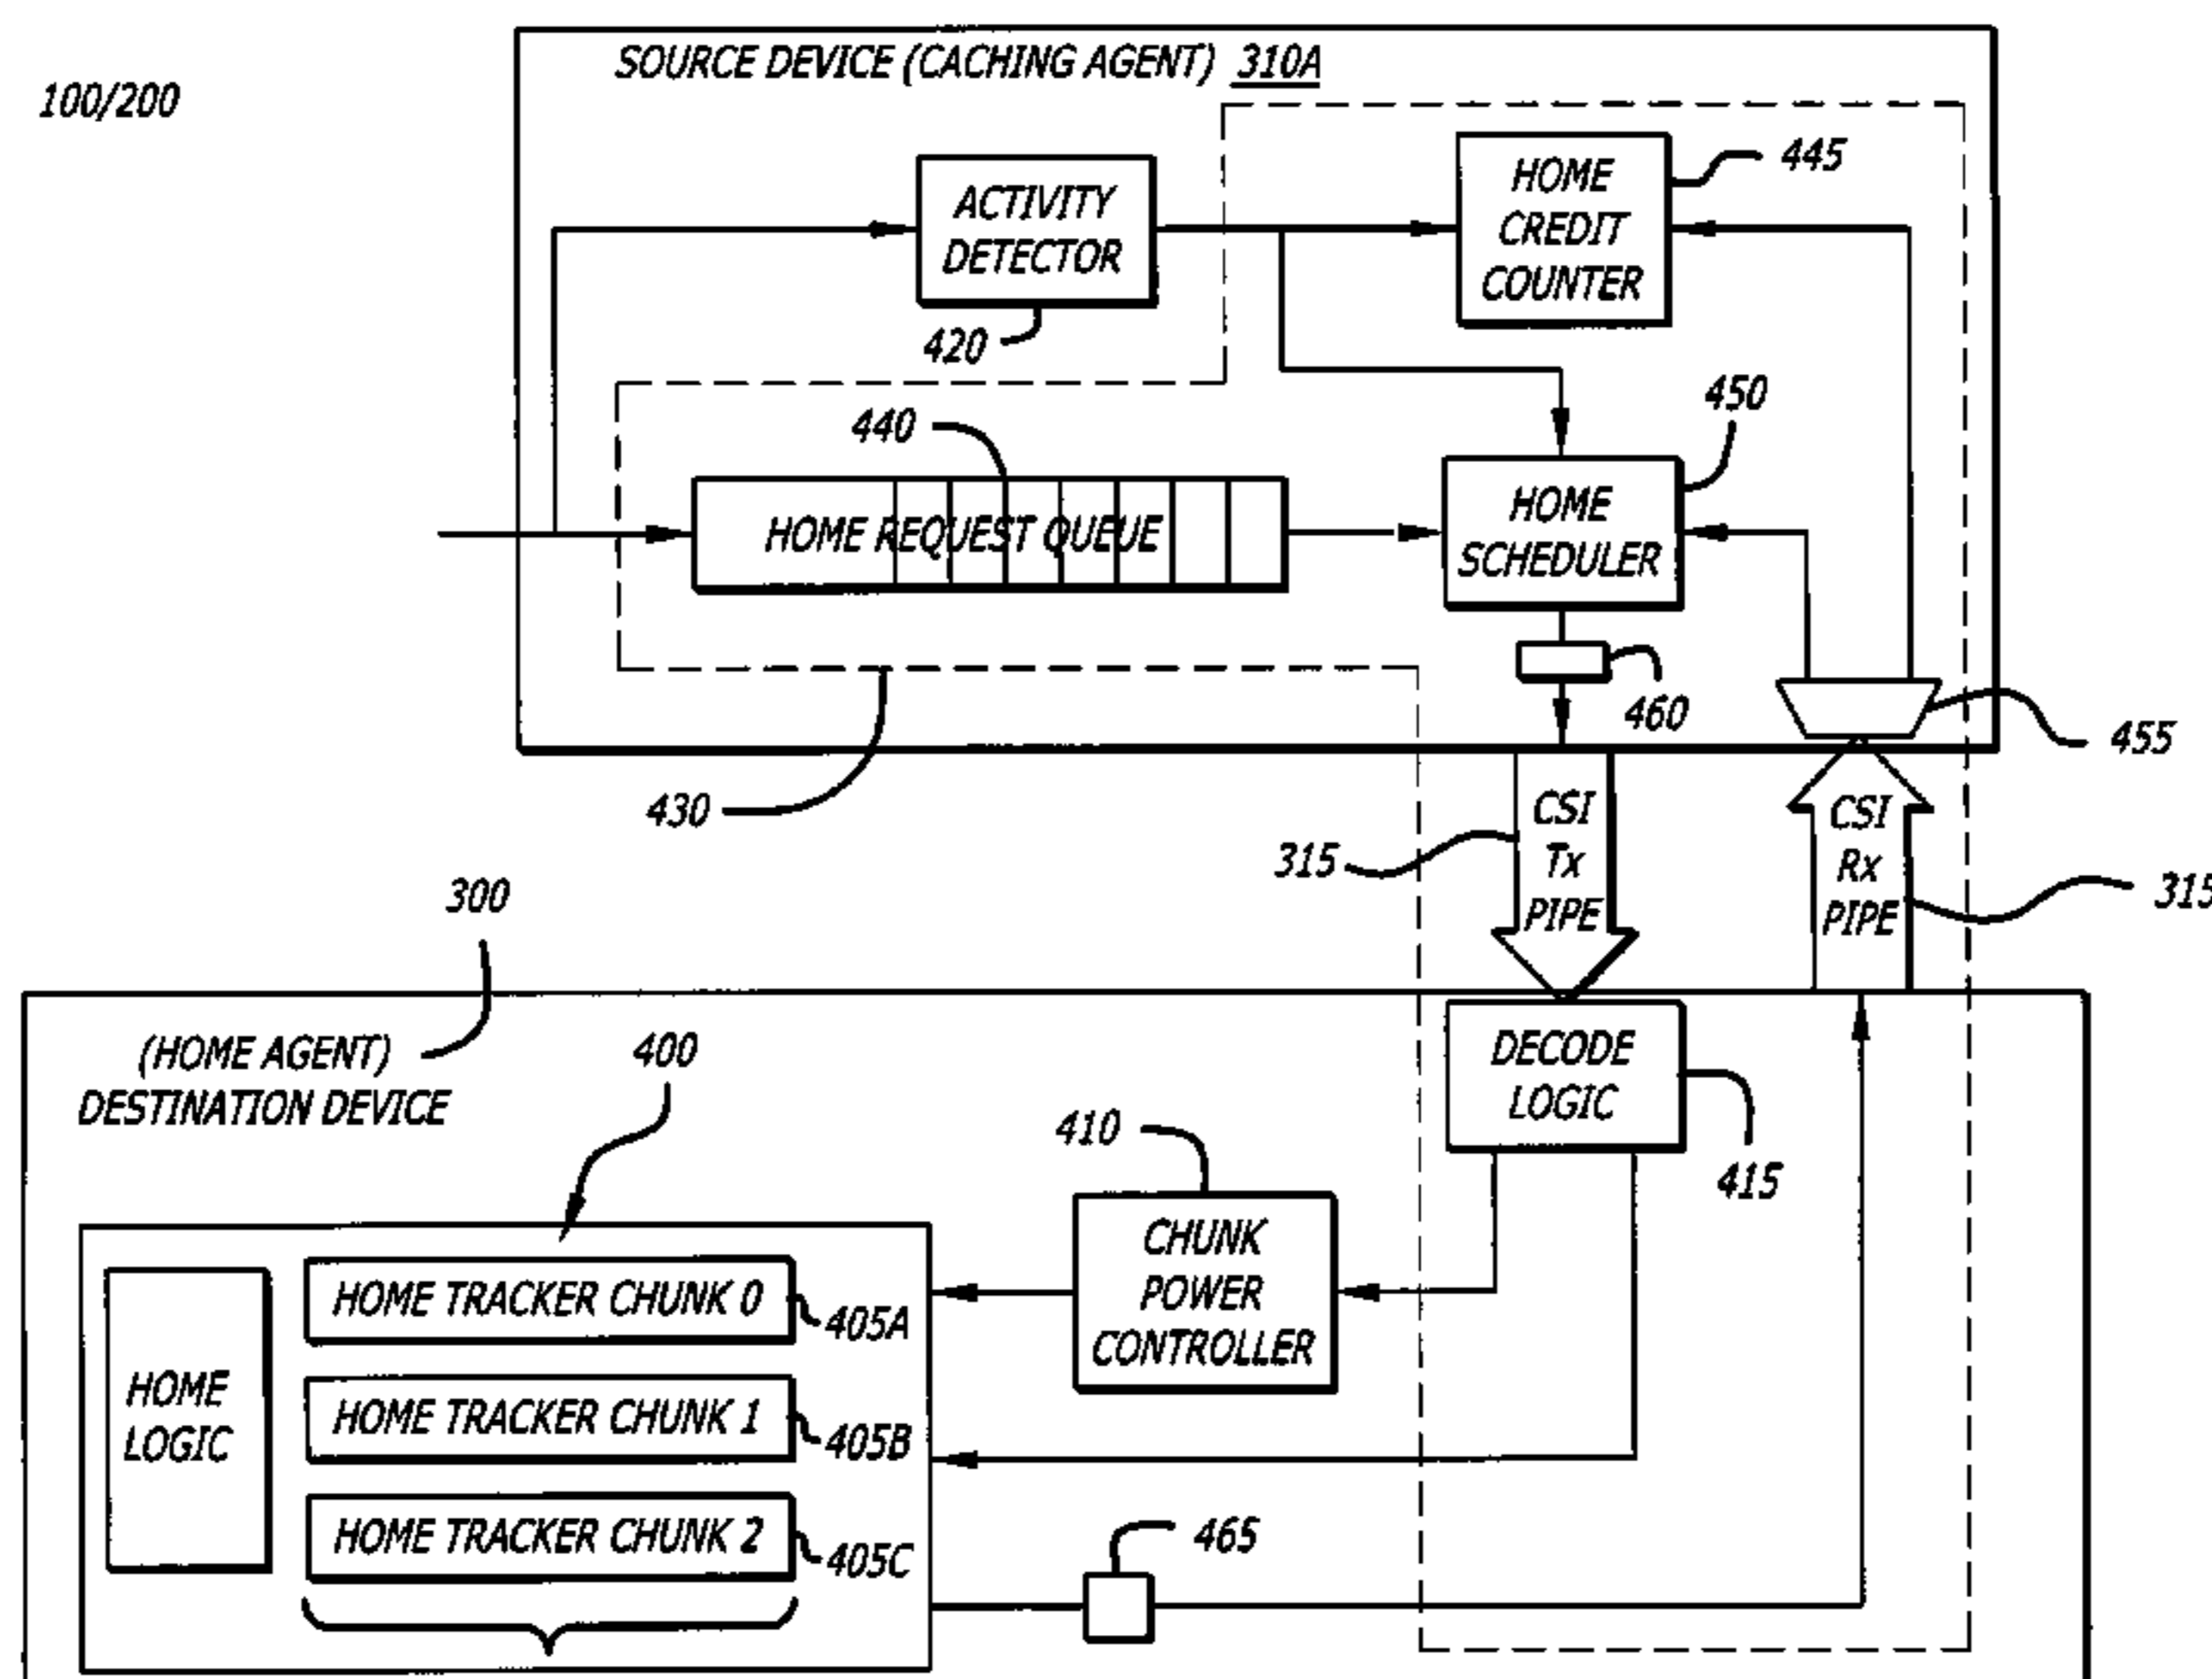 SOURCE DEVICE (CACHING AGENT) 310A
100/200
HOME
CREDIT
COUNTER
445
ACTIVITY
DETECTOR
420
440
450
HOME REQUEST QUEUE
HOME
SCHEDULER
460
455
430
CSI
Tx
PIPE
315
CSI
Rx
PIPE
315
300
(HOME AGENT)
DESTINATION DEVICE
400
DECODE
LOGIC
415
410
CHUNK
POWER
CONTROLLER
HOME
LOGIC
HOME TRACKER CHUNK 0
405A
HOME TRACKER CHUNK 1
405B
HOME TRACKER CHUNK 2
405C
465